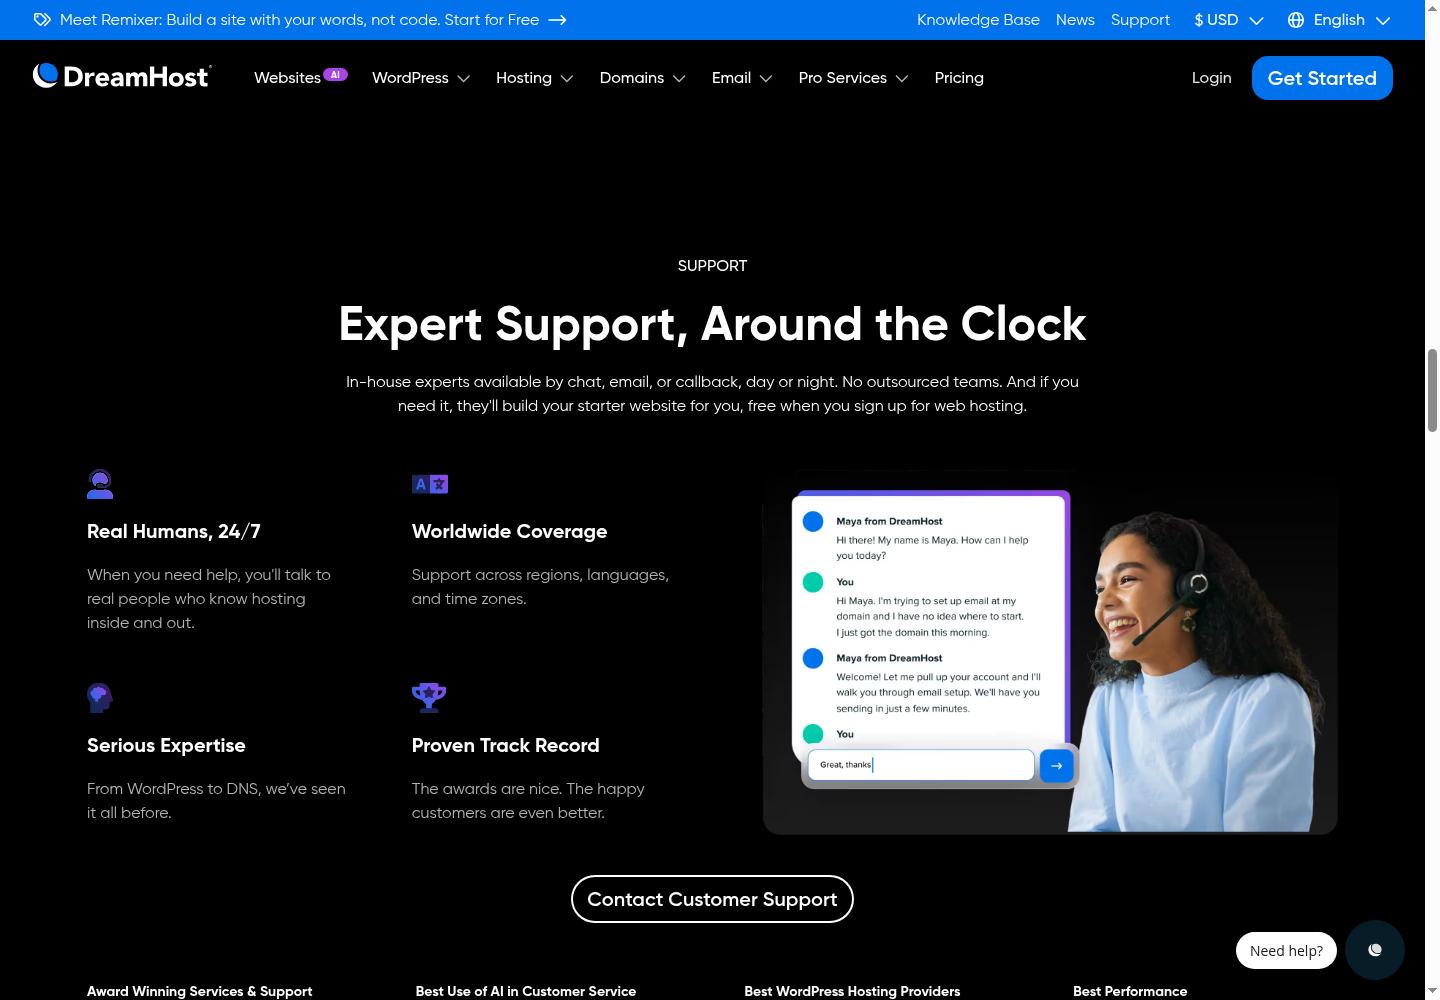 Meet Remixer: Build a site with your words, not code. Start for Free
Knowledge Base
News
Support
$ USD
English
DreamHost
Websites AI
WordPress
Hosting
Domains
Email
Pro Services
Pricing
Login
Get Started
SUPPORT
Expert Support, Around the Clock
In-house experts available by chat, email, or callback, day or night. No outsourced teams. And if you
need it, they'll build your starter website for you, free when you sign up for web hosting.
A
Real Humans, 24/7
When you need help, you’ll talk to
real people who know hosting
inside and out.
Worldwide Coverage
Support across regions, languages,
and time zones.
Serious Expertise
From WordPress to DNS, we’ve seen
it all before.
Proven Track Record
The awards are nice. The happy
customers are even better.
Maya from DreamHost
Hi there! My name is Maya. How can I help
you today?
You
Hi Maya. I'm trying to set up email at my
domain and I have no idea where to start.
I just got the domain this morning.
Maya from DreamHost
Welcome! Let me pull up your account and I'll
walk you through email setup. We'll have you
sending in just a few minutes.
You
Great, thanks
Contact Customer Support
Need help?
Award Winning Services & Support
Best Use of AI in Customer Service
Best WordPress Hosting Providers
Best Performance